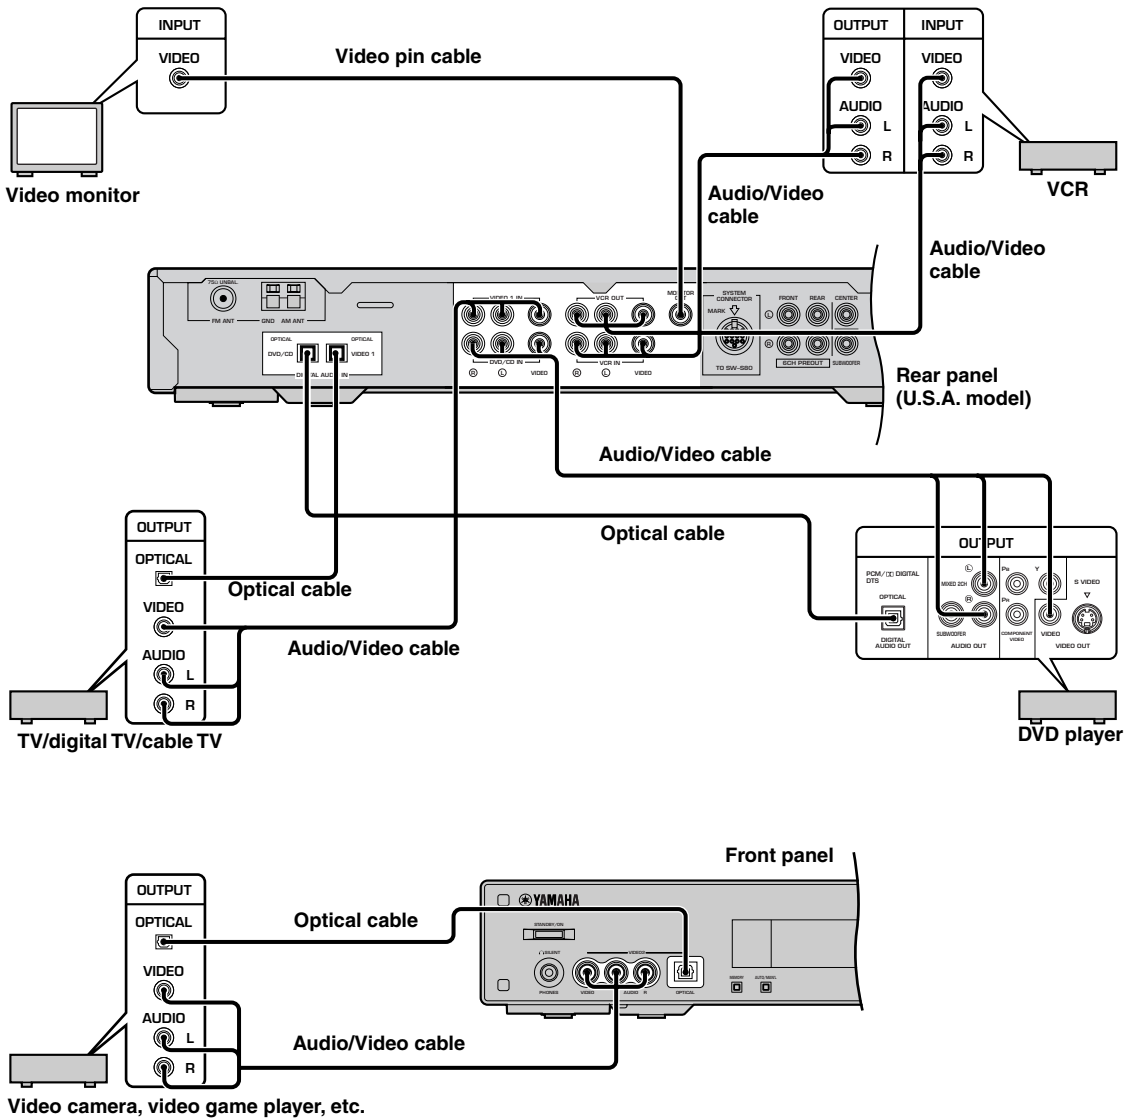 INPUT
VIDEO
Video monitor
Video pin cable
OUTPUT
INPUT
VIDEO
VIDEO
AUDIO
AUDIO
L
L
R
R
VCR
Audio/Video
cable
Audio/Video
cable
75Ω UNBAL.
FM ANT
GND AM ANT
OPTICAL
OPTICAL
DVD/CD
VIDEO 1
DIGITAL AUDIO IN
VIDEO 1 IN
DVD/CD IN
R
L
VIDEO
VCR OUT
VCR IN
R
L
VIDEO
MONITOR
OUT
SYSTEM
CONNECTOR
MARK
TO SW-S80
FRONT
REAR
CENTER
L
R
6CH PREOUT
SUBWOOFER
Rear panel
(U.S.A. model)
Audio/Video cable
Optical cable
OUTPUT
OPTICAL
VIDEO
AUDIO
L
R
TV/digital TV/cable TV
Optical cable
Audio/Video cable
OUTPUT
PCM/DIGITAL
DTS
OPTICAL
DIGITAL
AUDIO OUT
L
MIXED 2CH
R
SUBWOOFER
AUDIO OUT
PB
Y
PR
COMPONENT
VIDEO
VIDEO
S VIDEO
VIDEO OUT
DVD player
Front panel
OUTPUT
OPTICAL
VIDEO
AUDIO
L
R
Video camera, video game player, etc.
Optical cable
Audio/Video cable
YAMAHA
STANDBY/ON
SILENT
PHONES
VIDEO2
VIDEO
AUDIO
R
OPTICAL
MEMORY
AUTO/MAN'L